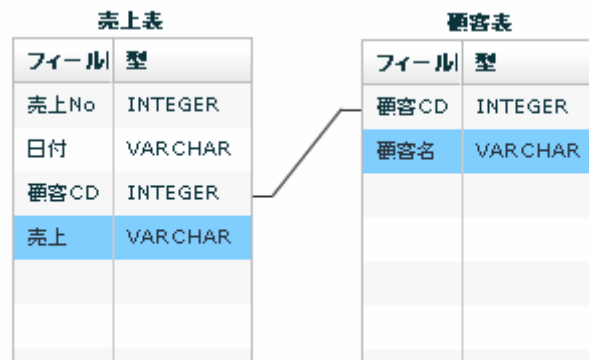 売上表
フィール 型
売上No INTEGER
日付 VARCHAR
顧客CD INTEGER
売上 VARCHAR
顧客表
フィール 型
顧客CD INTEGER
顧客名 VARCHAR